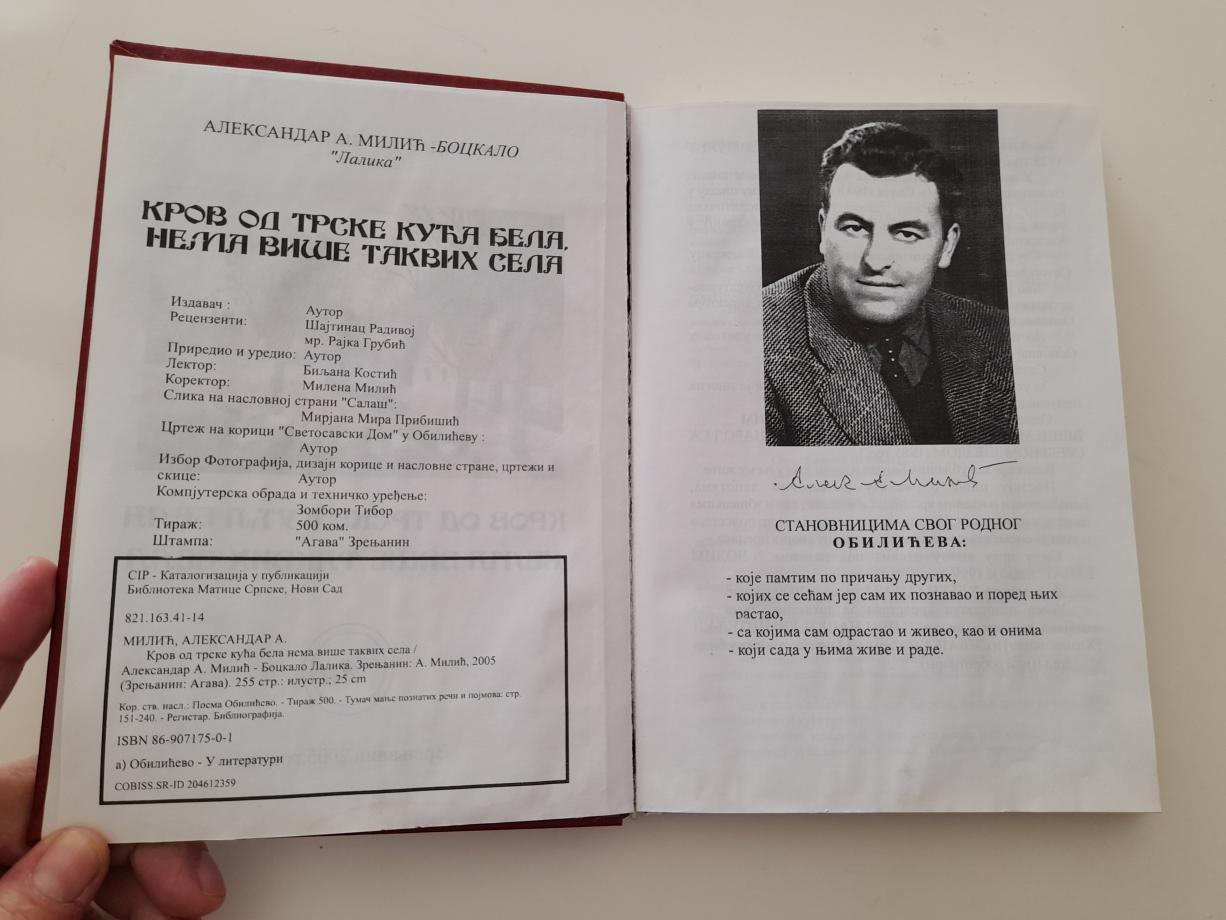 АЛЕКСАНДАР А. МИЛИЋ -БОЦКАЛО
"Лалика"
КРОВ ОД ТРСКЕ КУЋА БЕЛА,
НЕМА ВИШЕ ТАКВИХ СЕЛА
Издавач : Аутор
Рецензенти: Шајтинац Радивој
мр. Рајка Грубић
Приредио и уредио: Аутор
Лектор: Биљана Костић
Коректор: Милена Милић
Слика на насловној страни "Салаш":
Мирјана Мира Прибишић
Цртеж на корици "Светосавски Дом" у Обилићеву :
Аутор
Избор Фотографија, дизајн корице и насловне стране, цртежи и
скице: Аутор
Компјутерска обрада и техничко уређење:
Зомбори Тибор
Тираж: 500 ком.
Штампа: "Агава" Зрењанин
CIP - Каталогизација у публикацији
Библиотека Матице Српске, Нови Сад
821.163.41-14
МИЛИЋ, АЛЕКСАНДАР А.
Кров од трске кућа бела нема више таквих села /
Александар А. Милић - Боцкало Лалика. Зрењанин: А. Милић, 2005
(Зрењанин: Агава). 255 стр.: илустр.; 25 cm
Кор. ств. насл.: Посма Обилићево. - Тираж 500. - Тумач мање познатих речи и појмова: стр.
151-240. - Регистар. Библиографија.
ISBN 86-907175-0-1
а) Обилићево - У литератури
COBISS.SR-ID 204612359
СТАНОВНИЦИМА СВОГ РОДНОГ
ОБИЛИЋЕВА:
- које памтим по причању других,
- којих се сећам јер сам их познавао и поред њих
растао,
- са којима сам одрастао и живео, као и онима
- који сада у њима живе и раде.